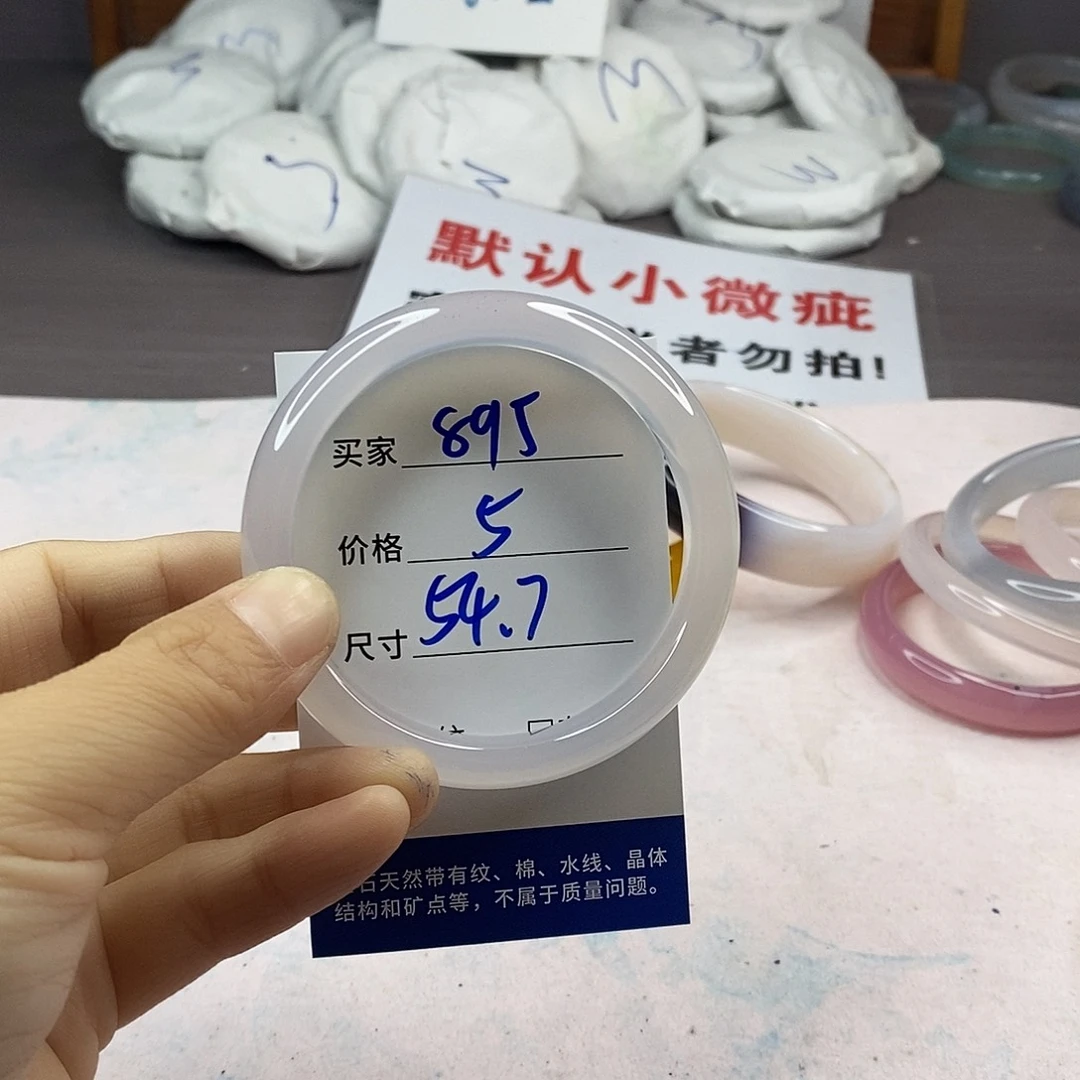 默认小微疵
者勿拍!
买家 895
价格 5
尺寸 54.7
石天然带有纹、棉、水线、晶体
结构和矿点等，不属于质量问题。